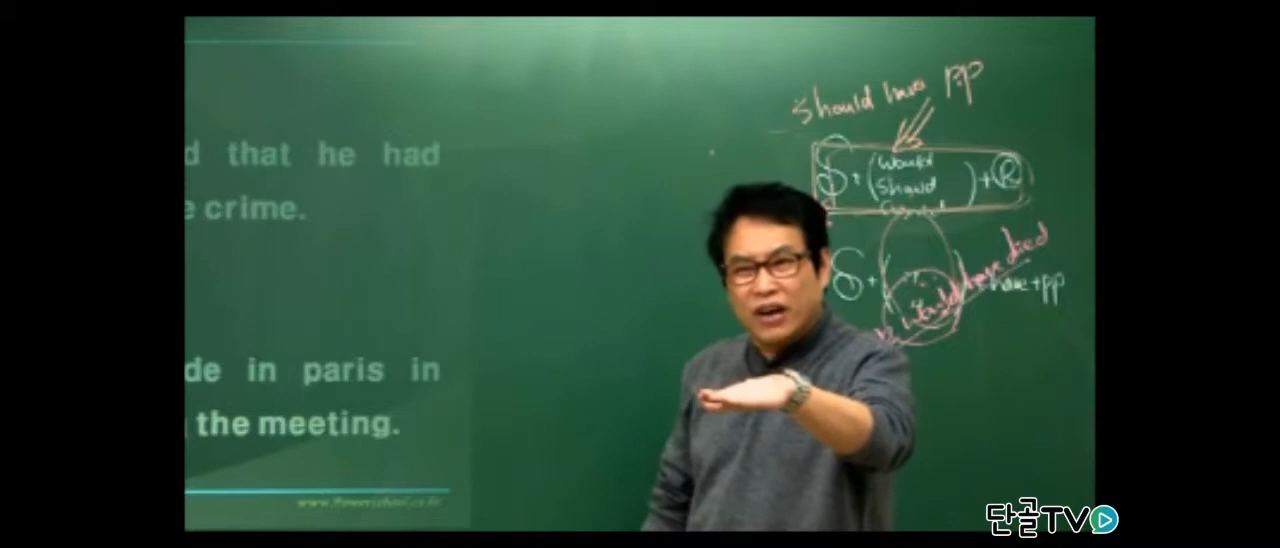 d that he had
e crime.
de in paris in
the meeting.
should have p.p
S + (would
should
) + R
S + (
would have died
have + pp
단골TV